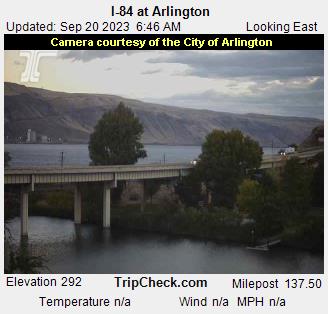 I-84 at Arlington
Updated: Sep 20 2023 6:46 AM Looking East
Camera courtesy of the City of Arlington
Elevation 292 TripCheck.com Milepost 137.50
Temperature n/a Wind n/a MPH n/a